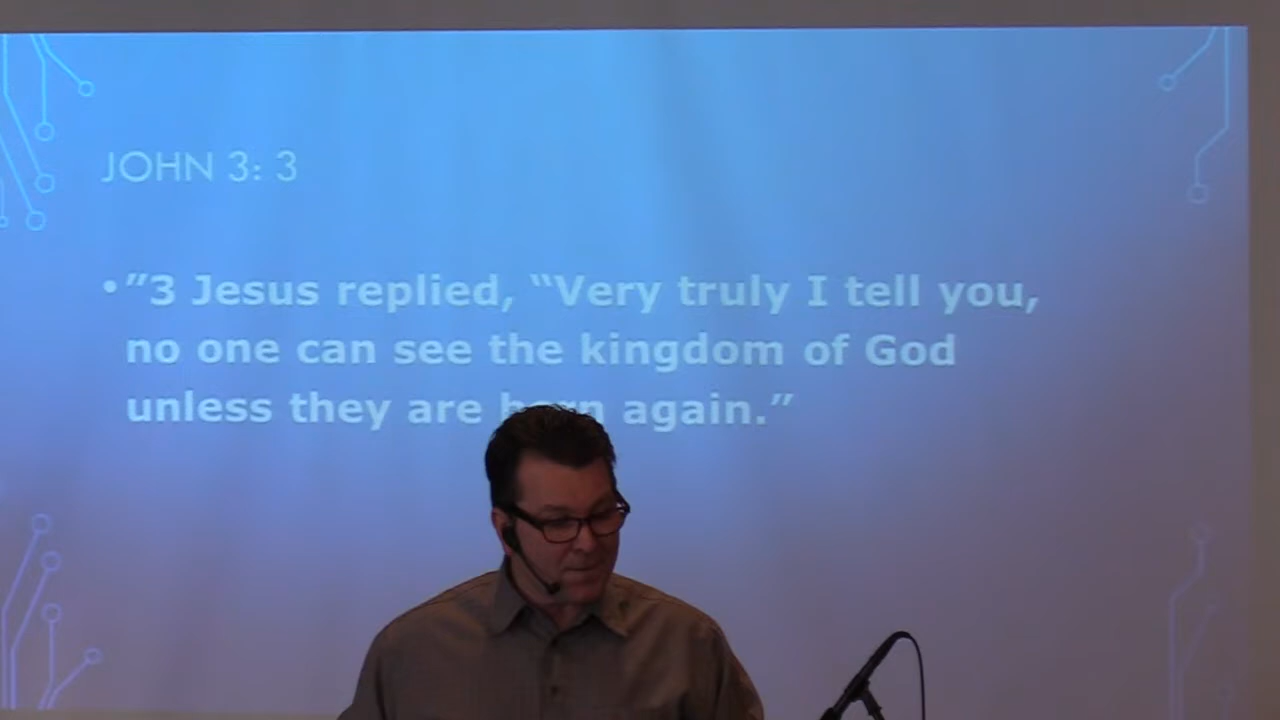 JOHN 3: 3
•”3 Jesus replied, “Very truly I tell you,
no one can see the kingdom of God
unless they are born again.”